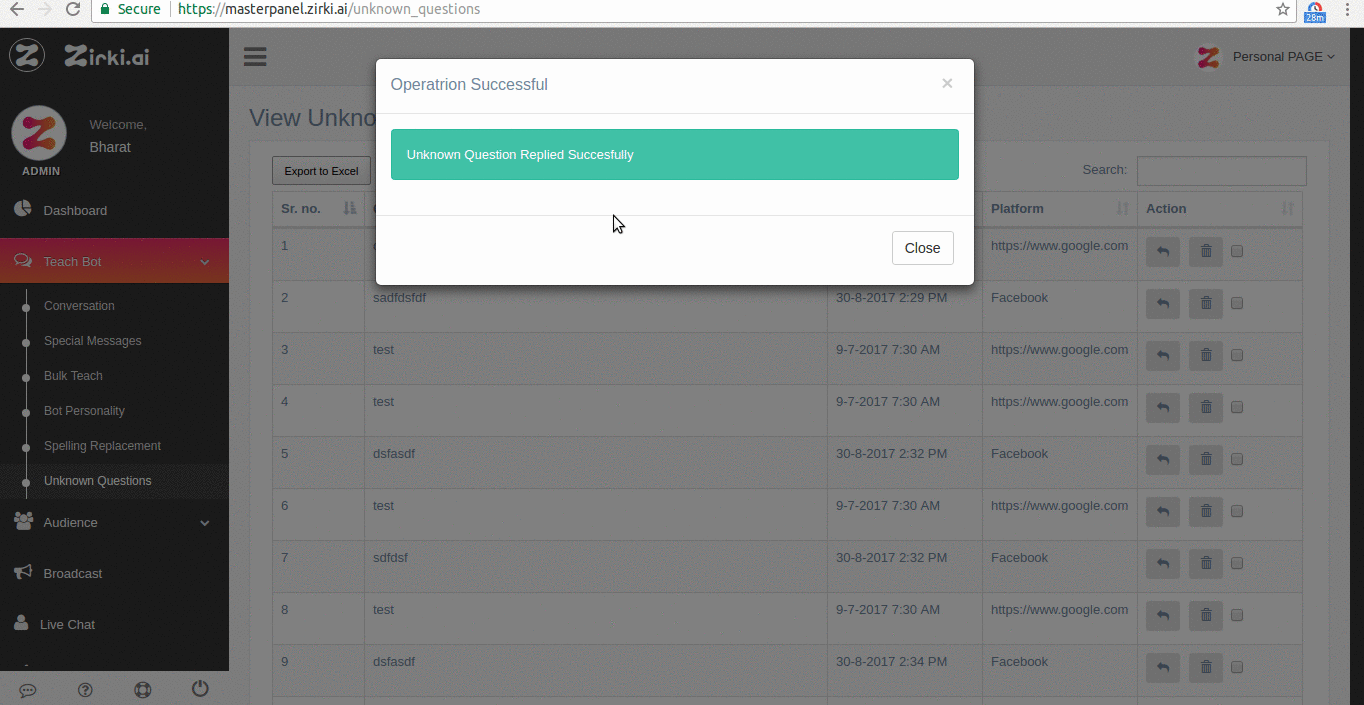 Secure https://masterpanel.zirki.ai/unknown_questions
28m
Zirki.ai
Personal PAGE
Welcome,
Bharat
ADMIN
Dashboard
Teach Bot
Conversation
Special Messages
Bulk Teach
Bot Personality
Spelling Replacement
Unknown Questions
Audience
Broadcast
Live Chat
Operatrion Successful ×
Unknown Question Replied Succesfully
Close
View Unkno
Export to Excel Search:
Sr. no. Platform Action
1 https://www.google.com
2 sadfdsfdf 30-8-2017 2:29 PM Facebook
3 test 9-7-2017 7:30 AM https://www.google.com
4 test 9-7-2017 7:30 AM https://www.google.com
5 dsfasdf 30-8-2017 2:32 PM Facebook
6 test 9-7-2017 7:30 AM https://www.google.com
7 sdfdsf 30-8-2017 2:32 PM Facebook
8 test 9-7-2017 7:30 AM https://www.google.com
9 dsfasdf 30-8-2017 2:34 PM Facebook